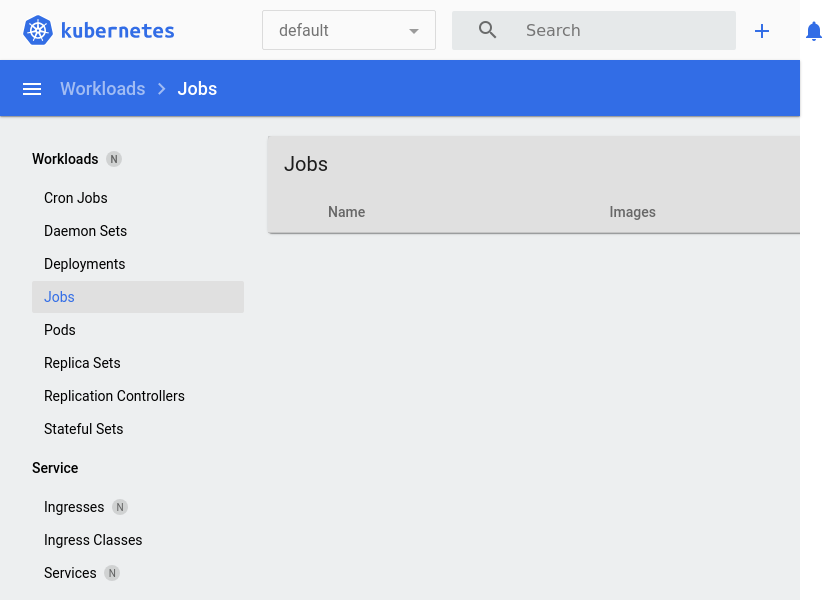 kubernetes
default
Search
Workloads
Jobs
Workloads N
Cron Jobs
Daemon Sets
Deployments
Jobs
Pods
Replica Sets
Replication Controllers
Stateful Sets
Service
Ingresses N
Ingress Classes
Services N
Jobs
Name Images